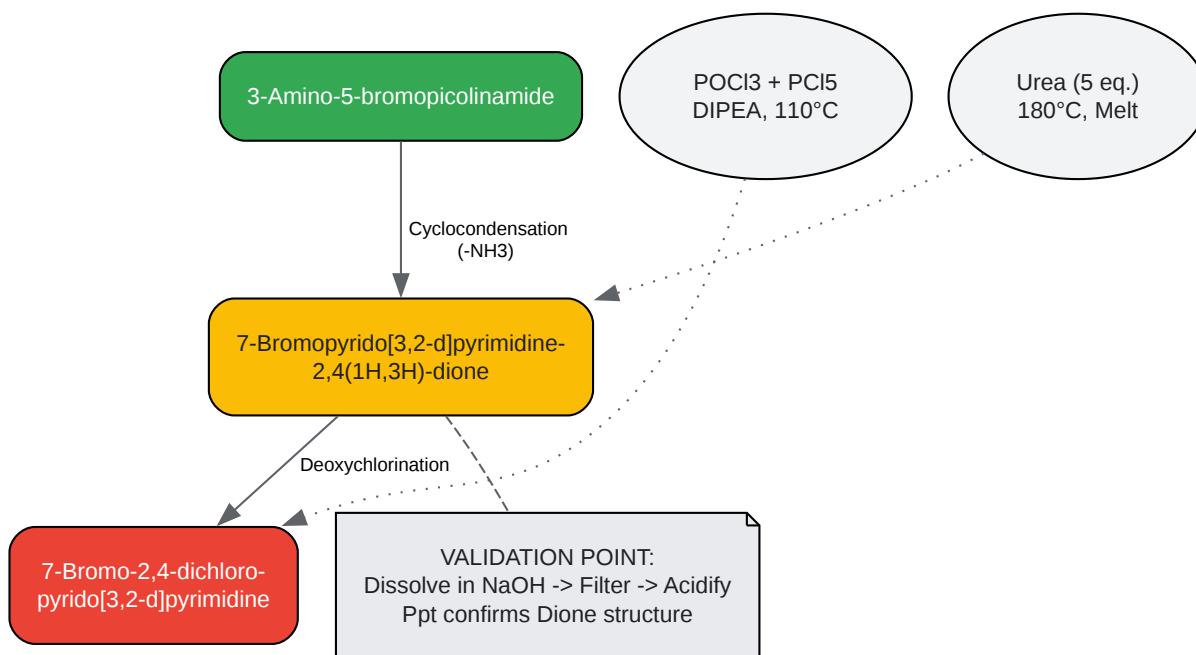 3-Amino-5-bromopicolinamide
POCl3 + PCl5
DIPEA, 110°C
Urea (5 eq.)
180°C, Melt
Cyclocondensation
(-NH3)
7-Bromopyrido[3,2-d]pyrimidine-
2,4(1H,3H)-dione
Deoxychlorination
7-Bromo-2,4-dichloro-
pyrido[3,2-d]pyrimidine
VALIDATION POINT:
Dissolve in NaOH -> Filter -> Acidify
Ppt confirms Dione structure